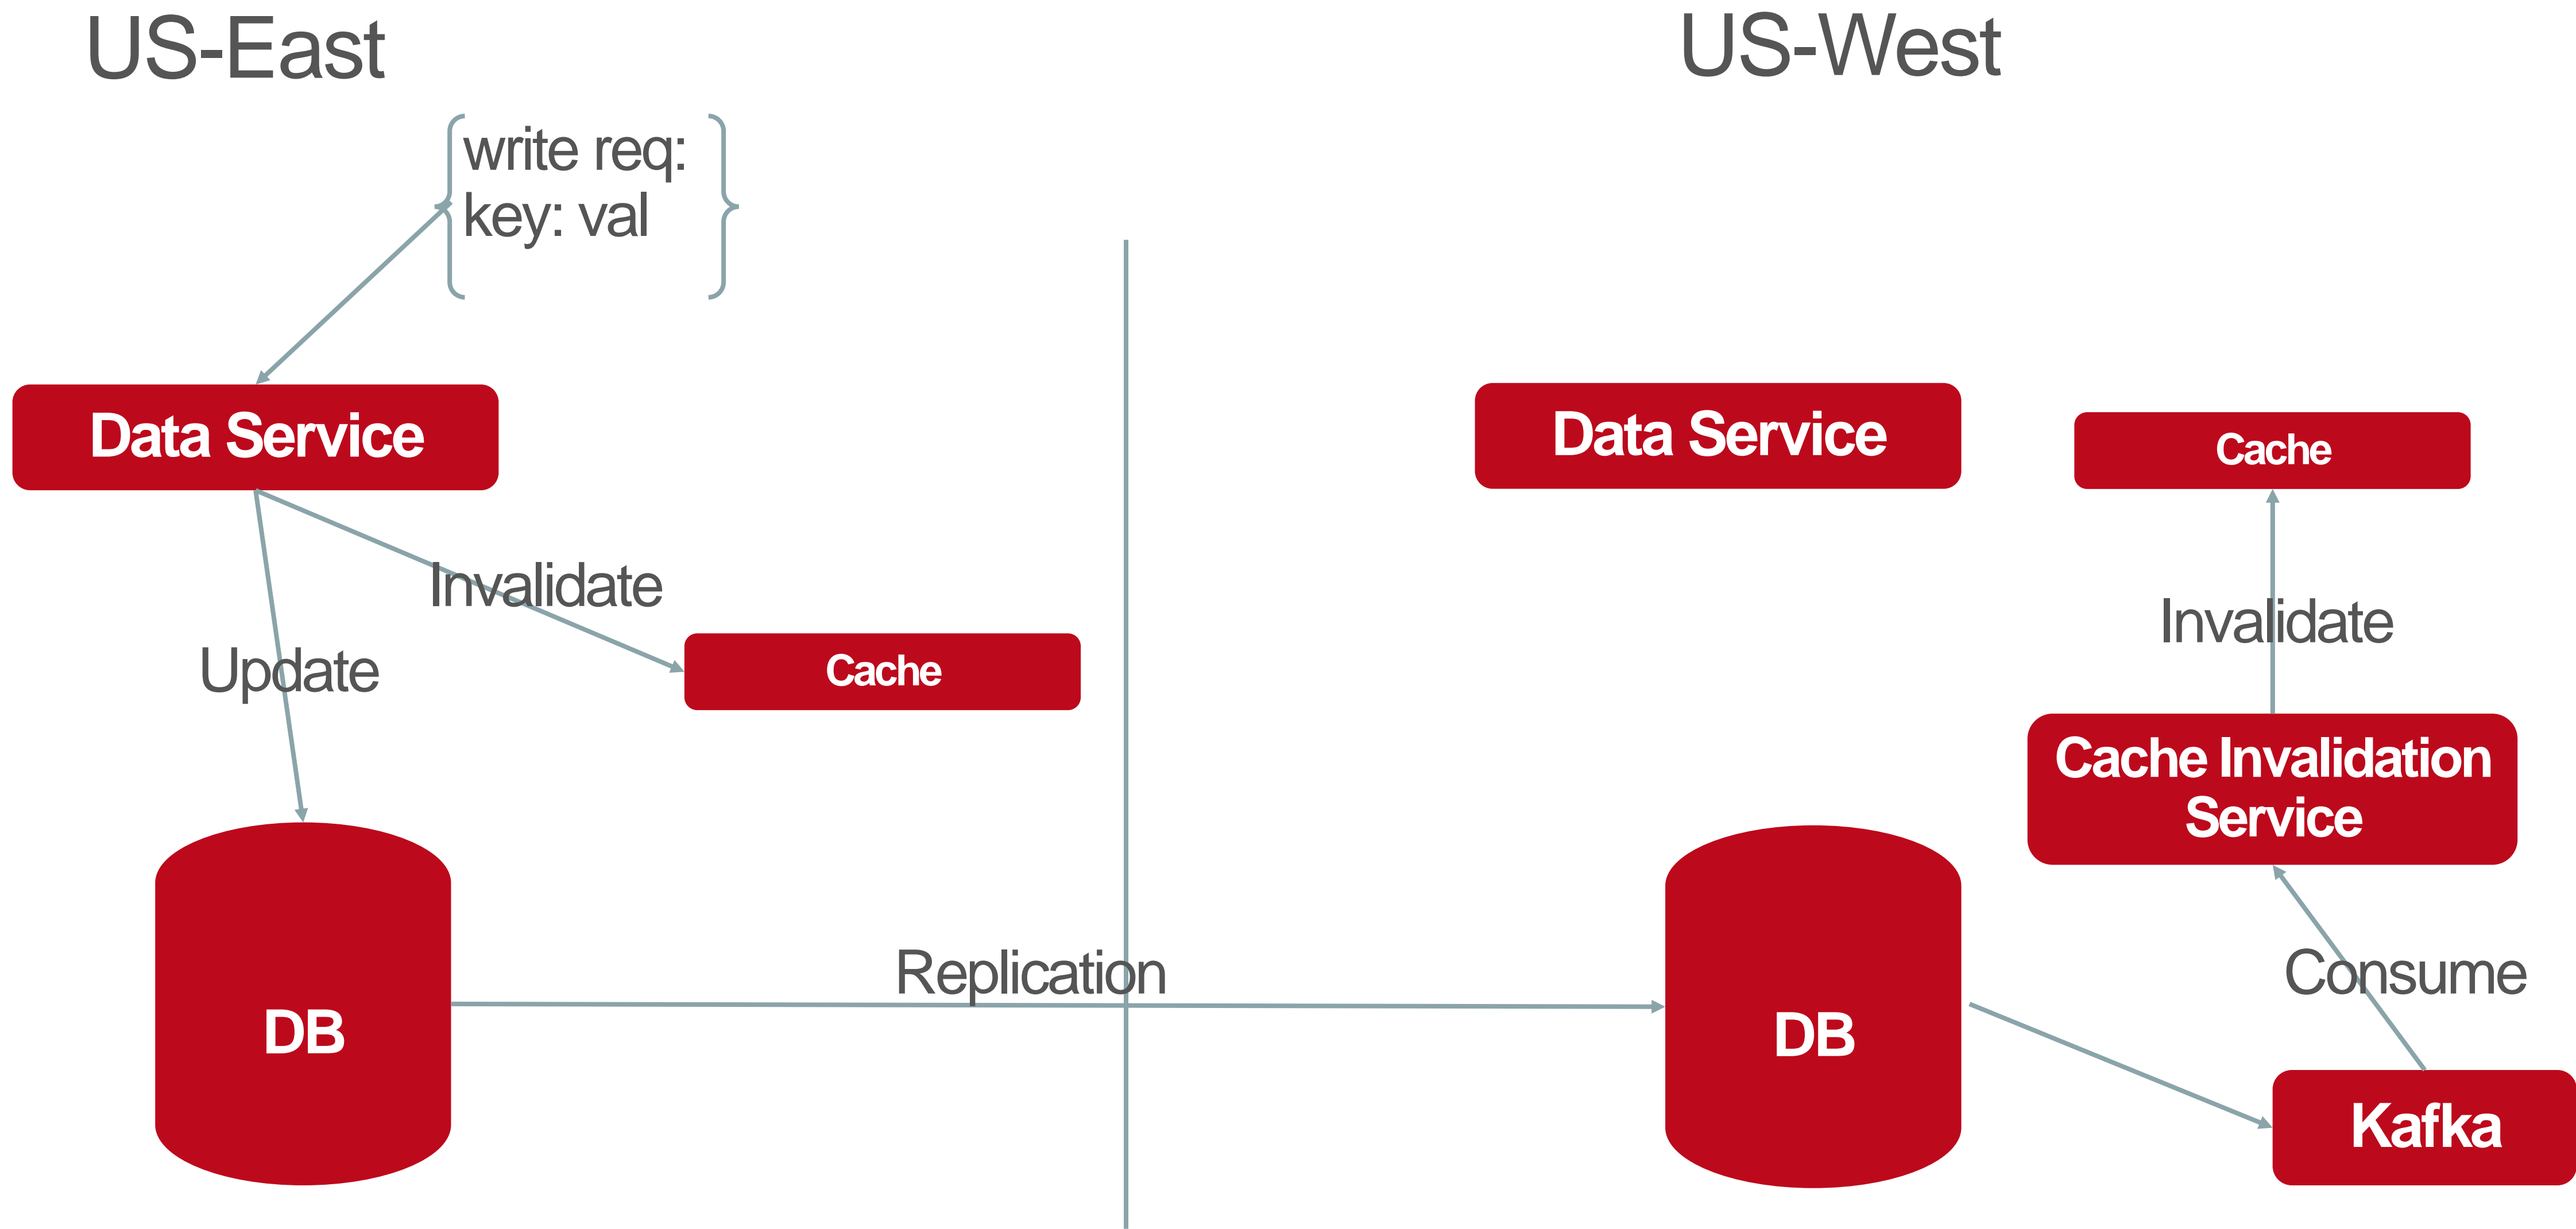 US-East
US-West
write req:
key: val
Data Service
Data Service
Cache
Invalidate
Invalidate
Update
Cache
Cache Invalidation
Service
Replication
Consume
DB
DB
Kafka